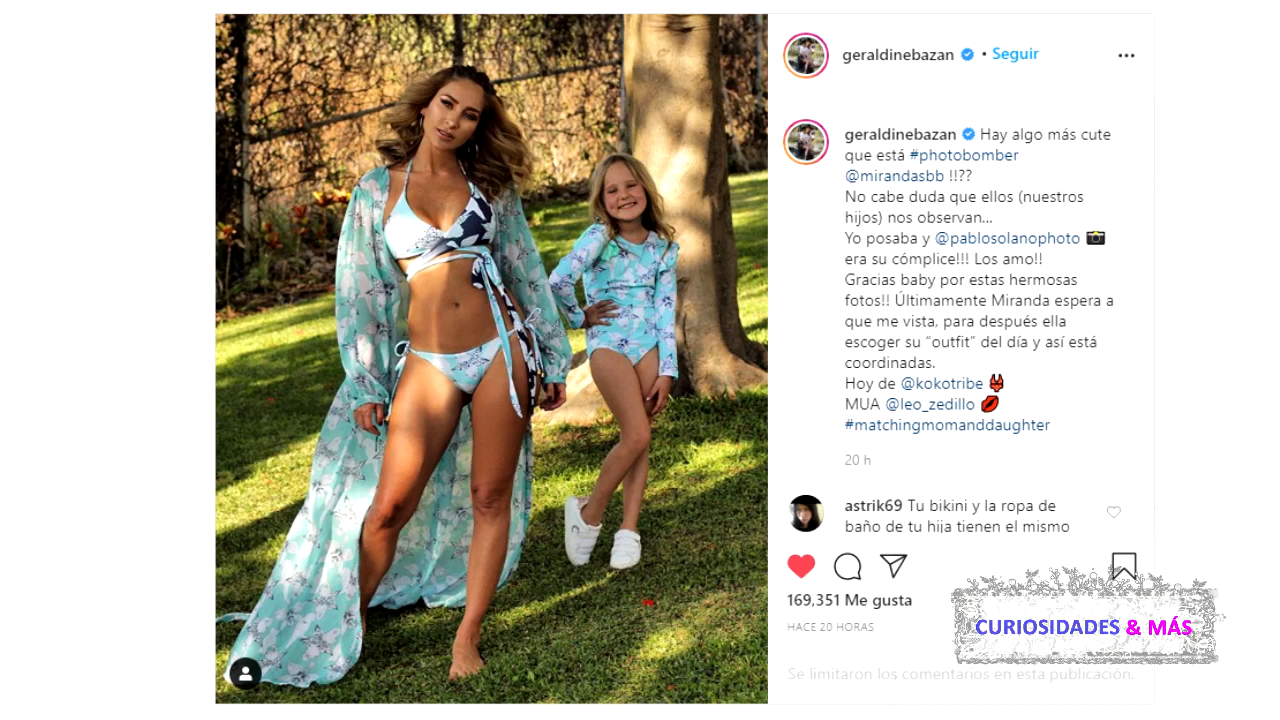 geraldinebazan • Seguir
geraldinebazan Hay algo más cute
que está #photobomber
@mirandasbb !!??
No cabe duda que ellos (nuestros
hijos) nos observan...
Yo posaba y @pablosolanophoto 📸
era su cómplice!!! Los amo!!
Gracias baby por estas hermosas
fotos!! Últimamente Miranda espera a
que me vista, para después ella
escoger su “outfit” del día y así está
coordinadas.
Hoy de @kokotribe 👙
MUA @leo_zedillo 💋
#matchingmomanddaughter
20 h
astrik69 Tu bikini y la ropa de
baño de tu hija tienen el mismo
169,351 Me gusta
HACE 20 HORAS
CURIOSIDADES & MÁS
Se limitaron los comentarios en esta publicación.